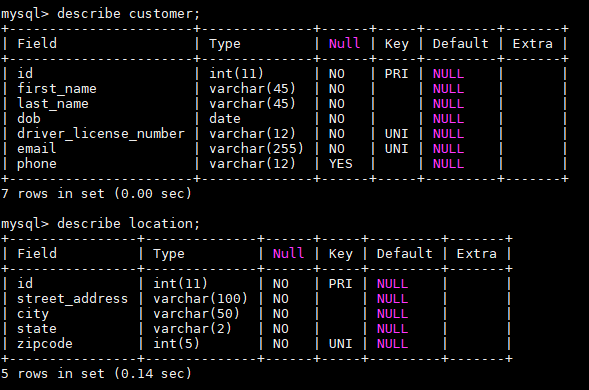 mysql> describe customer;
+-----------------------+--------------+------+-----+---------+-------+
| Field                 | Type         | Null | Key | Default | Extra |
+-----------------------+--------------+------+-----+---------+-------+
| id                    | int(11)      | NO   | PRI | NULL    |       |
| first_name            | varchar(45)  | NO   |     | NULL    |       |
| last_name             | varchar(45)  | NO   |     | NULL    |       |
| dob                   | date         | NO   |     | NULL    |       |
| driver_license_number | varchar(12)  | NO   | UNI | NULL    |       |
| email                 | varchar(255) | NO   | UNI | NULL    |       |
| phone                 | varchar(12)  | YES  |     | NULL    |       |
+-----------------------+--------------+------+-----+---------+-------+
7 rows in set (0.00 sec)

mysql> describe location;
+----------------+--------------+------+-----+---------+-------+
| Field          | Type         | Null | Key | Default | Extra |
+----------------+--------------+------+-----+---------+-------+
| id             | int(11)      | NO   | PRI | NULL    |       |
| street_address | varchar(100) | NO   |     | NULL    |       |
| city           | varchar(50)  | NO   |     | NULL    |       |
| state          | varchar(2)   | NO   |     | NULL    |       |
| zipcode        | int(5)       | NO   | UNI | NULL    |       |
+----------------+--------------+------+-----+---------+-------+
5 rows in set (0.14 sec)